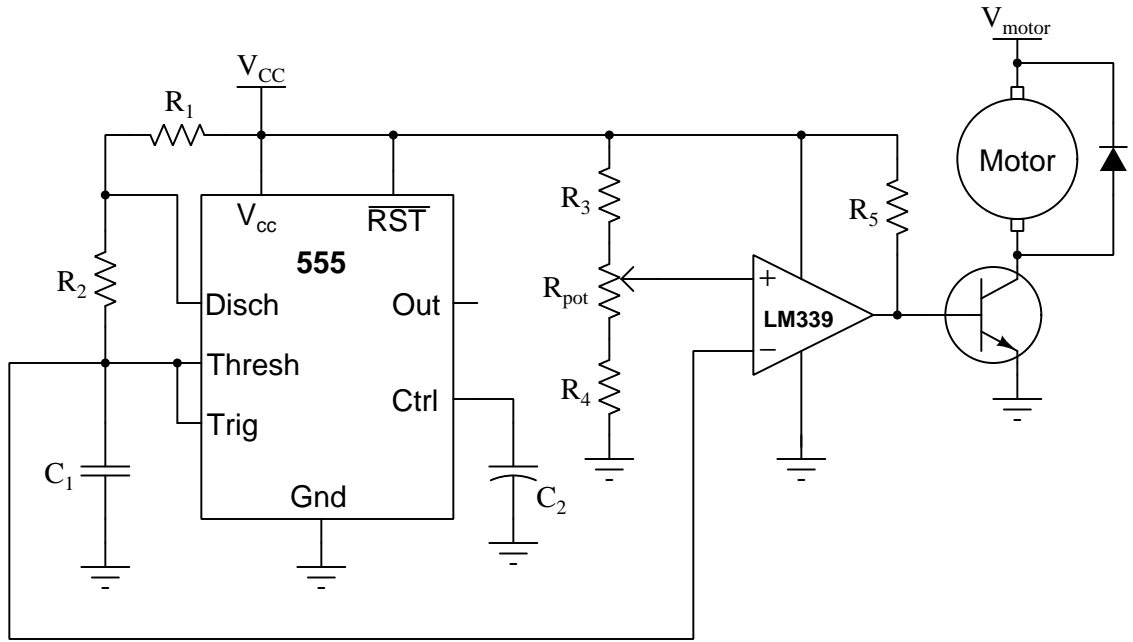 V_motor
V_CC
R_1
Motor
V_cc
RST
R_3
R_5
555
R_2
R_pot
+
Disch
Out
LM339
Thresh
−
Ctrl
R_4
Trig
C_1
Gnd
C_2